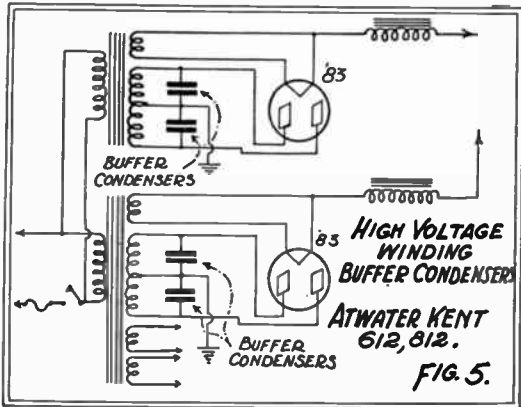 '83
BUFFER
CONDENSERS
'83
HIGH VOLTAGE
WINDING
BUFFER CONDENSERS
BUFFER
CONDENSERS
ATWATER KENT
612, 812.
FIG. 5.